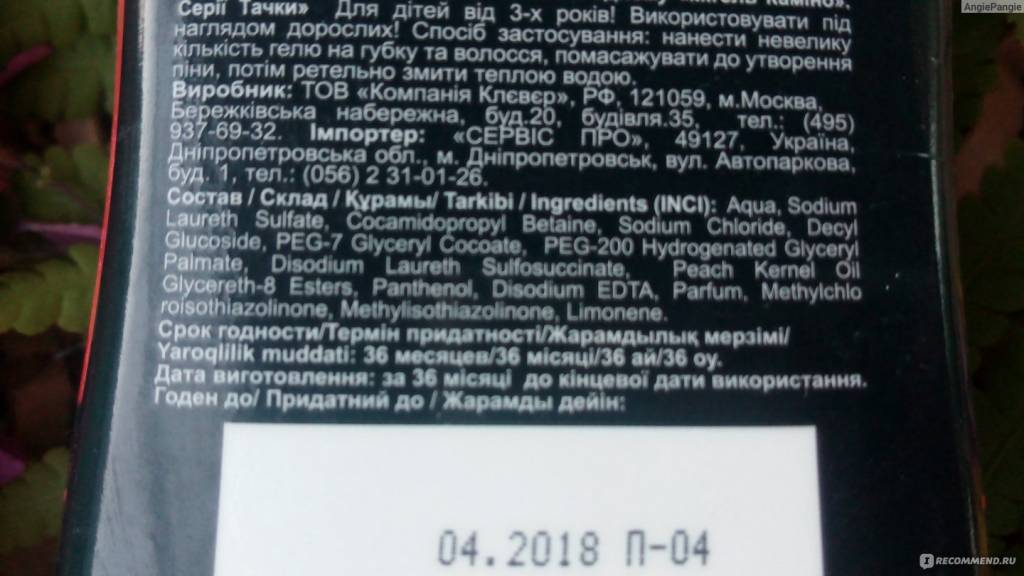 AngiePangie
Серії Тачки» Для дітей від 3-х років! Використовувати під
наглядом дорослих! Спосіб застосування: нанести невелику
кількість гелю на губку та волосся, помасажувати до утворення
піни, потім ретельно змити теплою водою.
Виробник: ТОВ «Компанія Клєвєр», РФ, 121059, м.Москва,
Бережківська набережна, буд.20, будівля.35, тел.: (495)
937-69-32. Імпортер: «СЕРВІС ПРО», 49127, Україна,
Дніпропетровська обл., м. Дніпропетровськ, вул. Автопаркова,
буд. 1, тел.: (056) 2 31-01-26.
Состав / Склад / Құрамы/ Tarkibi / Ingredients (INCI): Aqua, Sodium
Laureth Sulfate, Cocamidopropyl Betaine, Sodium Chloride, Decyl
Glucoside, PEG-7 Glyceryl Cocoate, PEG-200 Hydrogenated Glyceryl
Palmate, Disodium Laureth Sulfosuccinate, Peach Kernel Oil
Glycereth-8 Esters, Panthenol, Disodium EDTA, Parfum, Methylchlo
roisothiazolinone, Methylisothiazolinone, Limonene.
Срок годности/Термін придатності/Жарамдылық мерзімі/
Yaroqlilik muddati: 36 месяцев/36 місяці/36 ай/36 оу.
Дата виготовлення: за 36 місяці до кінцевої дати використання.
Годен до/ Придатний до / Жарамды дейін:
04.2018 П-04
I RECOMMEND.RU